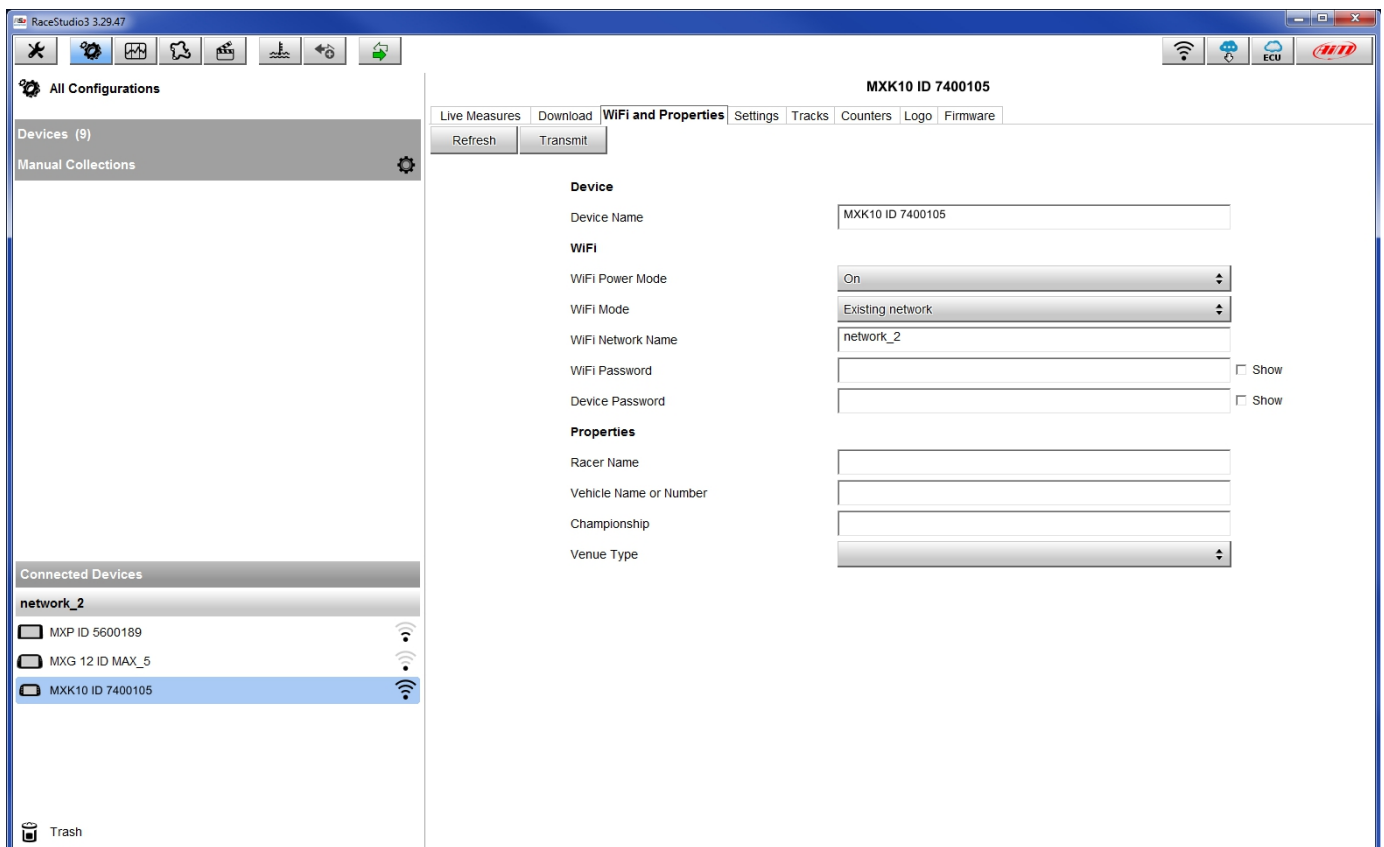 RaceStudio3 3.29.47
ECU
AiM
All Configurations
MXK10 ID 7400105
Live Measures Download WiFi and Properties Settings Tracks Counters Logo Firmware
Devices (9)
Refresh Transmit
Manual Collections
Device
Device Name MXK10 ID 7400105
WiFi
WiFi Power Mode On
WiFi Mode Existing network
WiFi Network Name network_2
WiFi Password Show
Device Password Show
Properties
Racer Name
Vehicle Name or Number
Championship
Venue Type
Connected Devices
network_2
MXP ID 5600189
MXG 12 ID MAX_5
MXK10 ID 7400105
Trash